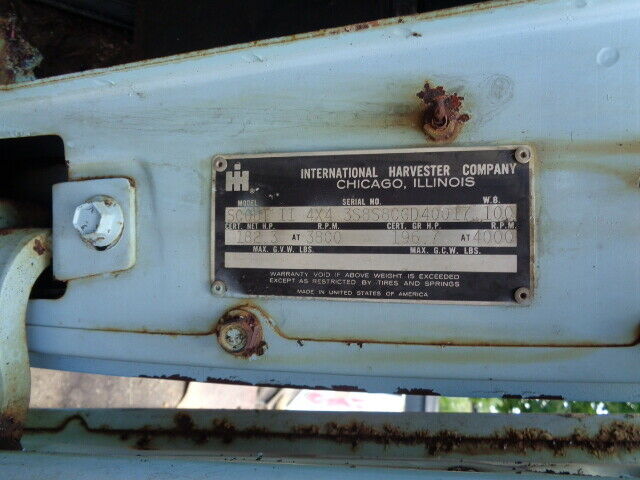 IH
INTERNATIONAL HARVESTER COMPANY
CHICAGO, ILLINOIS
MODEL SERIAL NO. W.B.
SCOUT II 4X4 100
CERT. NET H.P. R.P.M. CERT. GR H.P. R.P.M.
AT AT 4000
MAX. G.V.W. LBS. MAX. G.C.W. LBS.
WARRANTY VOID IF ABOVE WEIGHT IS EXCEEDED
EXCEPT AS RESTRICTED BY TIRES AND SPRINGS
MADE IN UNITED STATES OF AMERICA